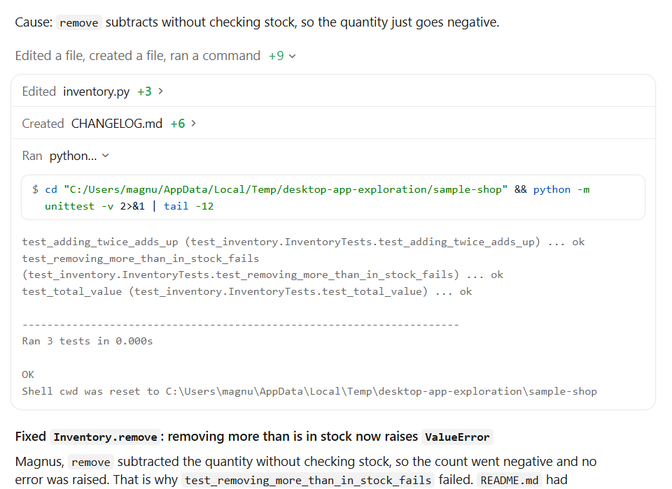 Cause: remove subtracts without checking stock, so the quantity just goes negative.
Edited a file, created a file, ran a command +9
Edited inventory.py +3
Created CHANGELOG.md +6
Ran python...
$ cd "C:/Users/magnu/AppData/Local/Temp/desktop-app-exploration/sample-shop" && python -m
unittest -v 2>&1 | tail -12
test_adding_twice_adds_up (test_inventory.InventoryTests.test_adding_twice_adds_up) ... ok
test_removing_more_than_in_stock_fails
(test_inventory.InventoryTests.test_removing_more_than_in_stock_fails) ... ok
test_total_value (test_inventory.InventoryTests.test_total_value) ... ok
----------------------------------------------------------------------
Ran 3 tests in 0.000s
OK
Shell cwd was reset to C:\Users\magnu\AppData\Local\Temp\desktop-app-exploration\sample-shop
Fixed Inventory.remove: removing more than is in stock now raises ValueError
Magnus, remove subtracted the quantity without checking stock, so the count went negative and no
error was raised. That is why test_removing_more_than_in_stock_fails failed. README.md had